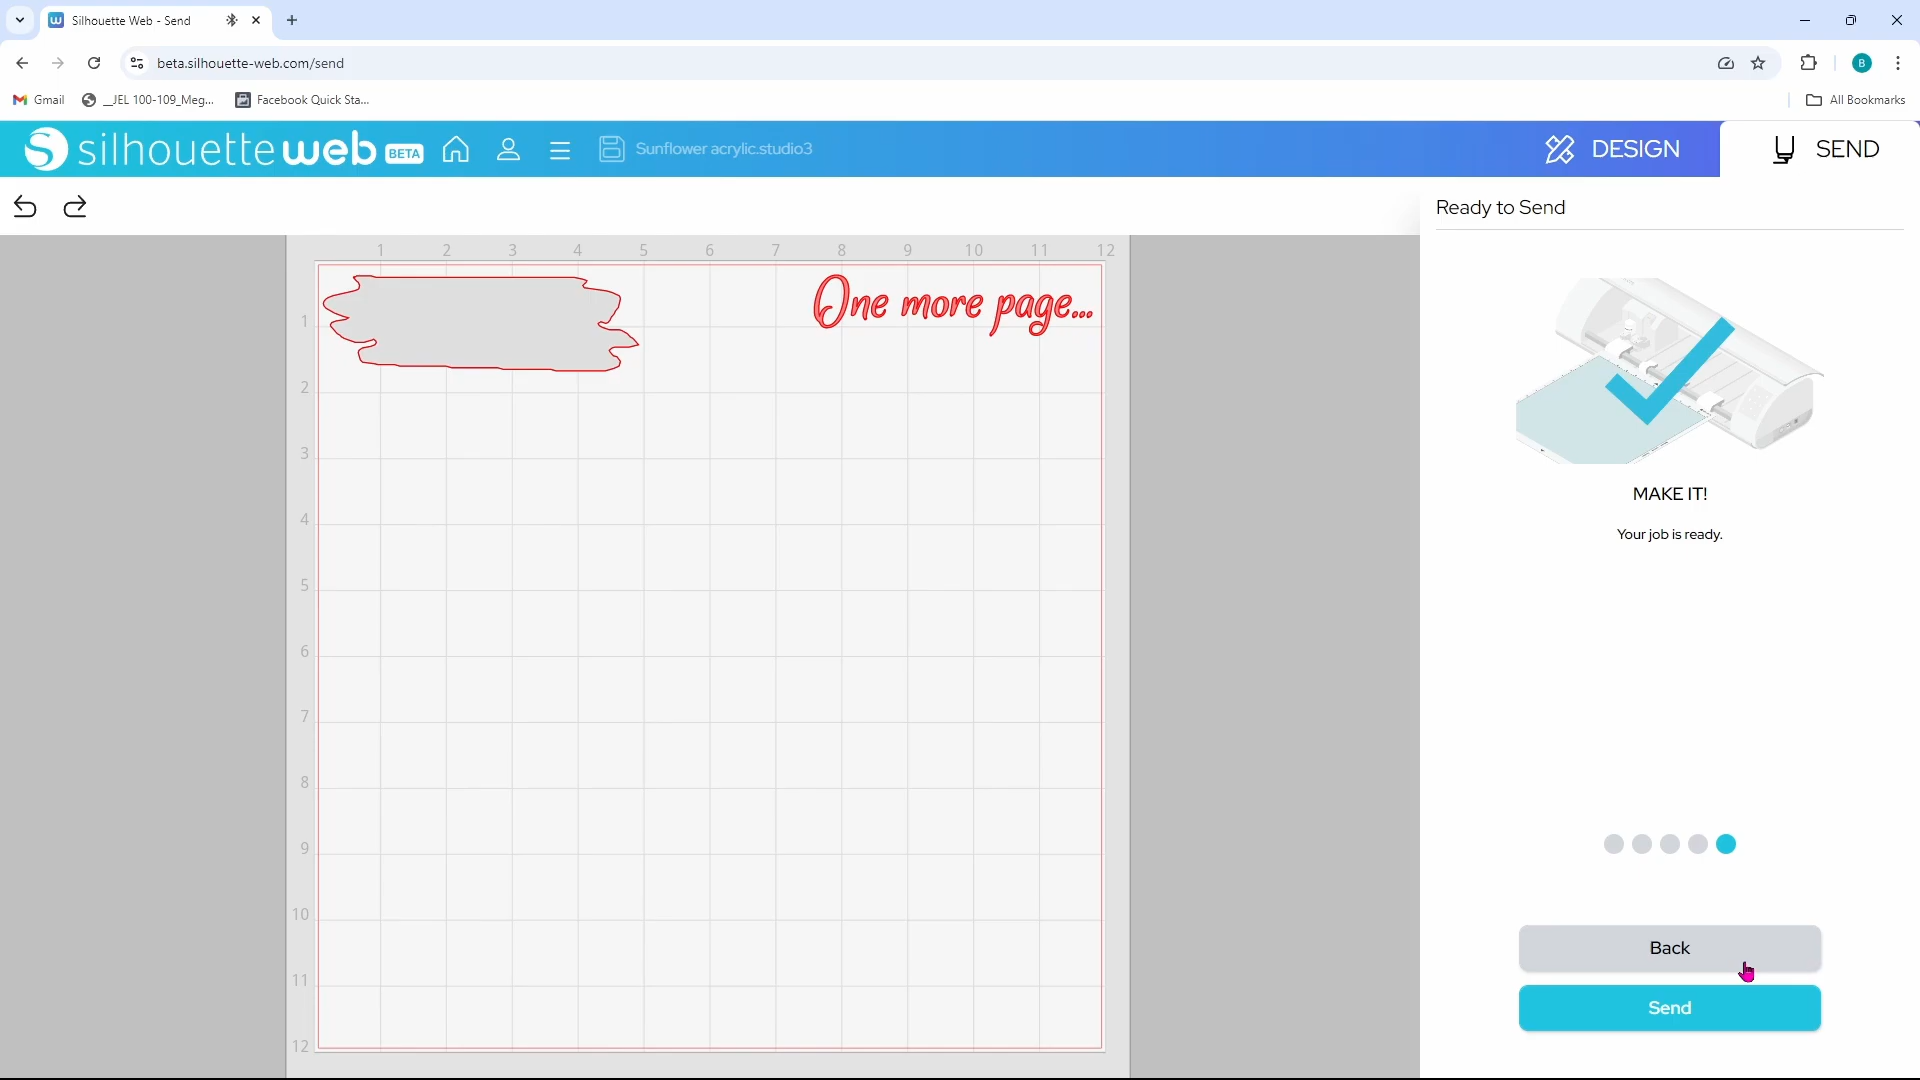 Silhouette Web - Send
beta.silhouette-web.com/send
B
Gmail
__JEL 100-109_Meg...
Facebook Quick Sta...
All Bookmarks
silhouetteweb BETA
Sunflower acrylic.studio3
DESIGN
SEND
Ready to Send
1 2 3 4 5 6 7 8 9 10 11 12
One more page...
1
2
3
4
5
6
7
8
9
10
11
12
MAKE IT!
Your job is ready.
Back
Send